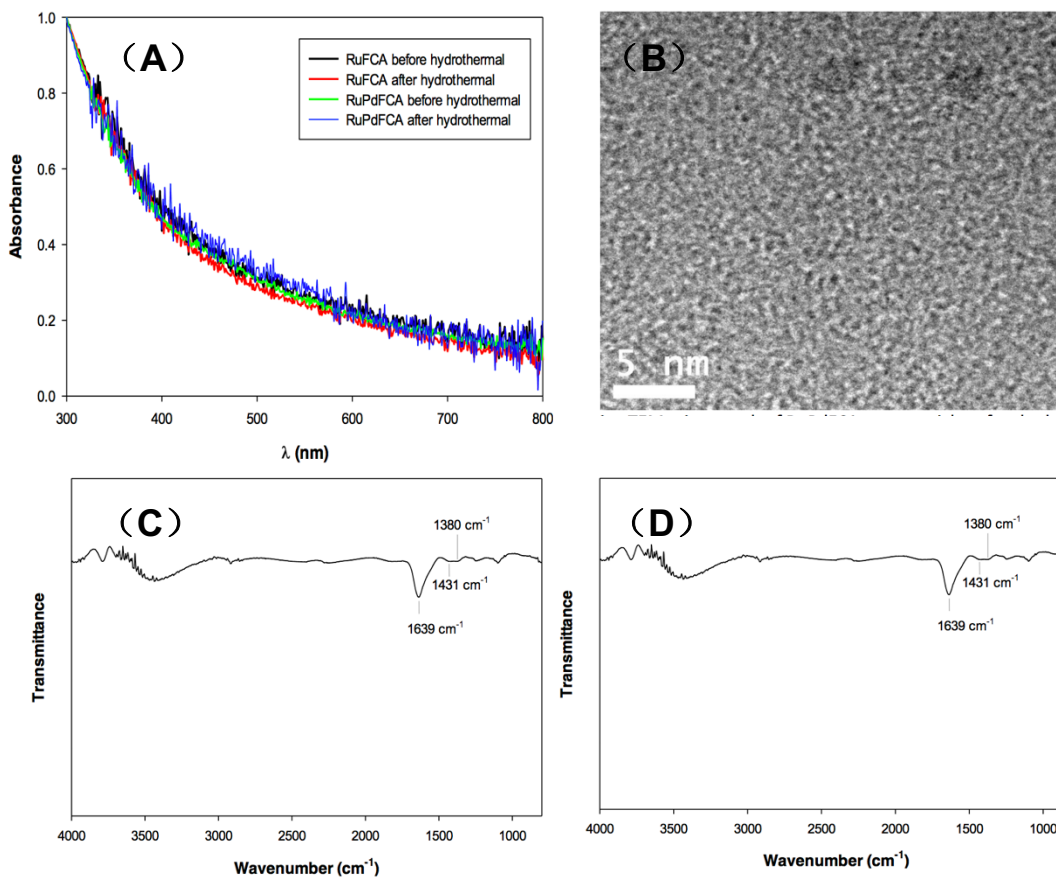 (A)
RuFCA before hydrothermal
RuFCA after hydrothermal
RuPdFCA before hydrothermal
RuPdFCA after hydrothermal
Absorbance
1.0
0.8
0.6
0.4
0.2
0.0
300 400 500 600 700 800
λ (nm)
(B)
5 nm
(C)
1380 cm⁻¹
1431 cm⁻¹
1639 cm⁻¹
Transmittance
4000 3500 3000 2500 2000 1500 1000
Wavenumber (cm⁻¹)
(D)
1380 cm⁻¹
1431 cm⁻¹
1639 cm⁻¹
Transmittance
4000 3500 3000 2500 2000 1500 1000
Wavenumber (cm⁻¹)